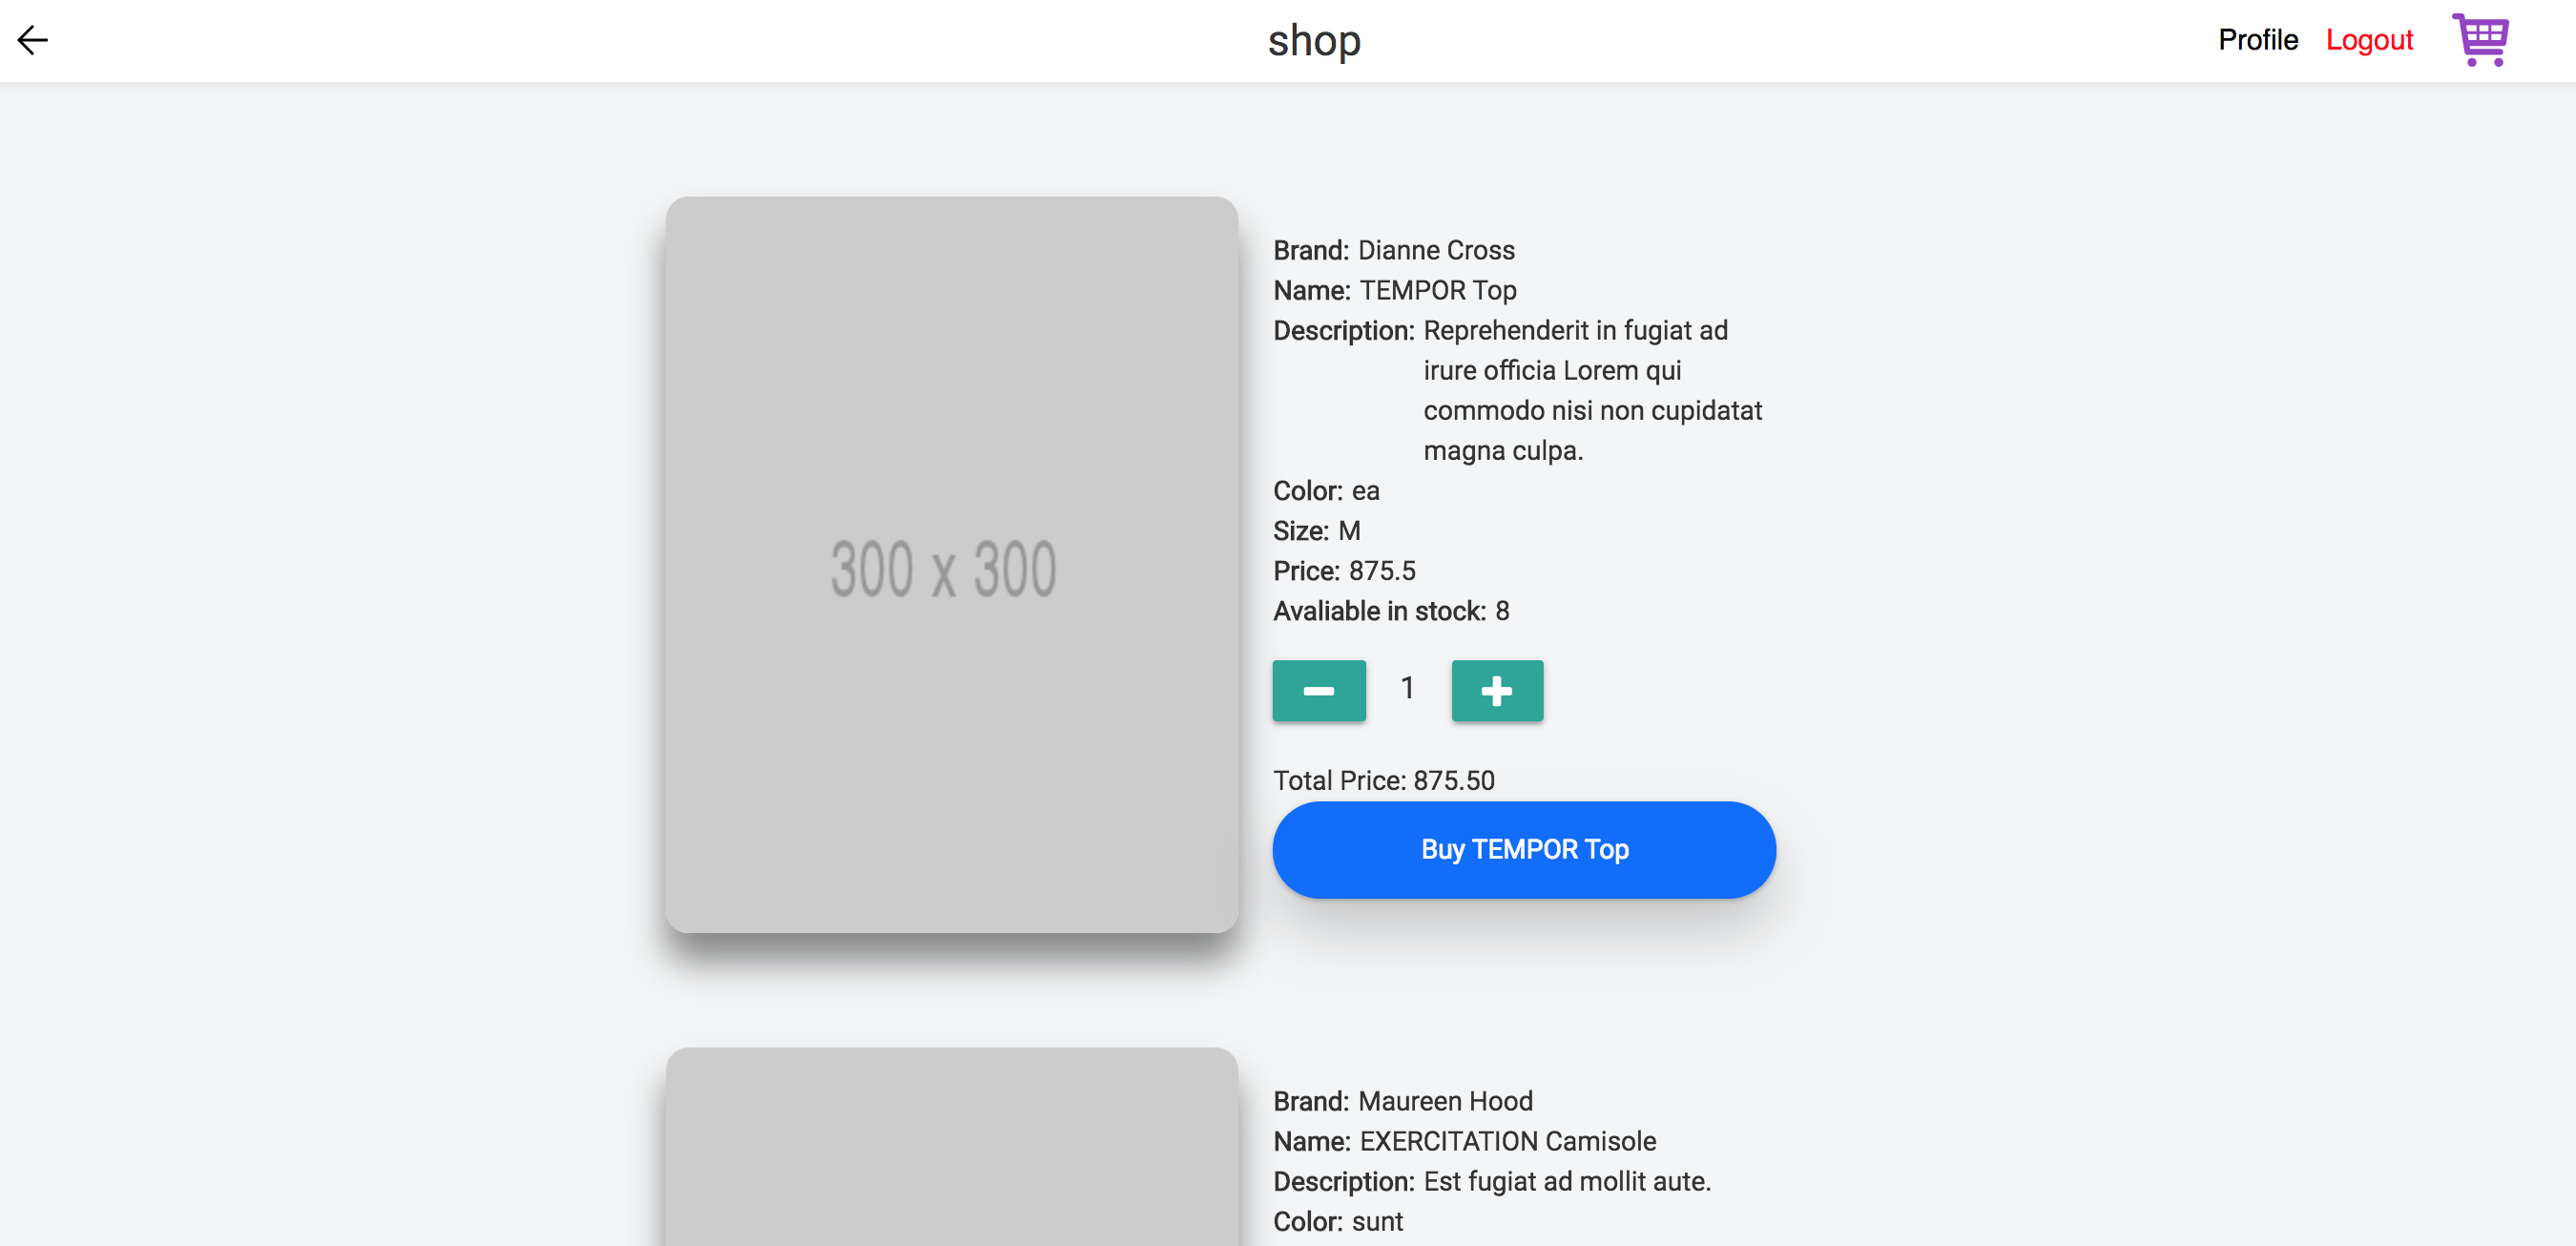 shop
Profile
Logout
300 x 300
Brand: Dianne Cross
Name: TEMPOR Top
Description: Reprehenderit in fugiat ad
irure officia Lorem qui
commodo nisi non cupidatat
magna culpa.
Color: ea
Size: M
Price: 875.5
Avaliable in stock: 8
1
Total Price: 875.50
Buy TEMPOR Top
Brand: Maureen Hood
Name: EXERCITATION Camisole
Description: Est fugiat ad mollit aute.
Color: sunt